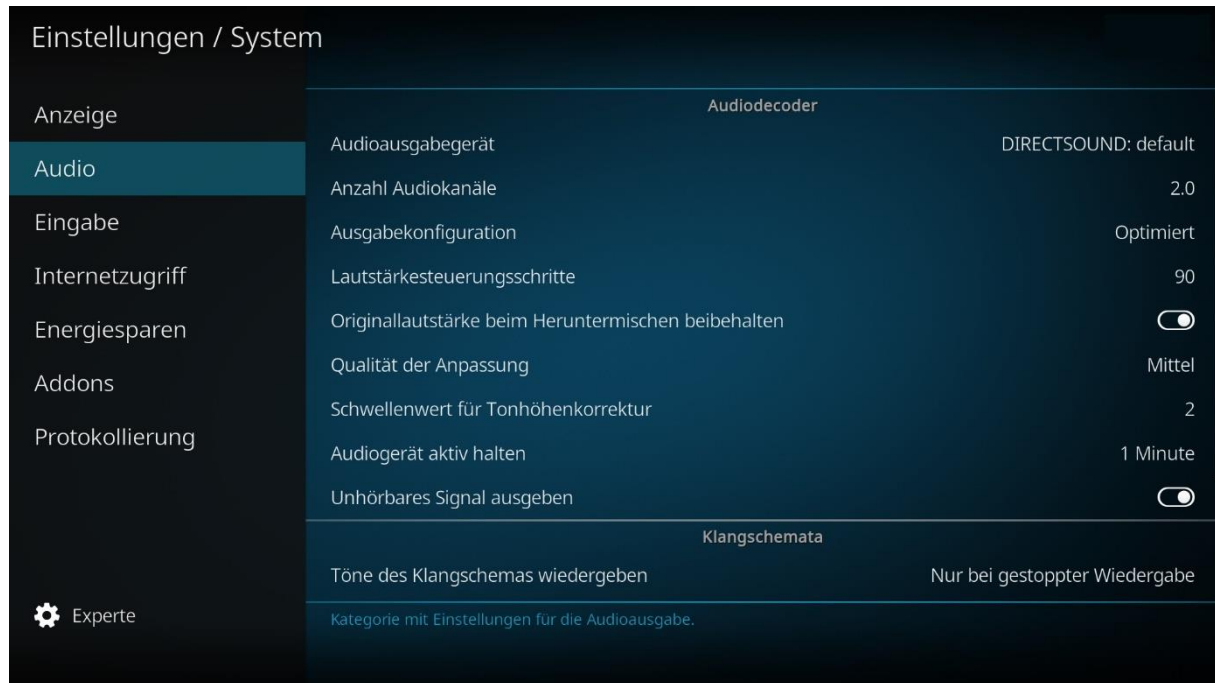 Einstellungen / System
Anzeige
Audio
Eingabe
Internetzugriff
Energiesparen
Addons
Protokollierung
Experte
Audiodecoder
Audioausgabegerät DIRECTSOUND: default
Anzahl Audiokanäle 2.0
Ausgabekonfiguration Optimiert
Lautstärkesteuerungsschritte 90
Originallautstärke beim Heruntermischen beibehalten
Qualität der Anpassung Mittel
Schwellenwert für Tonhöhenkorrektur 2
Audiogerät aktiv halten 1 Minute
Unhörbares Signal ausgeben
Klangschemata
Töne des Klangschemas wiedergeben Nur bei gestoppter Wiedergabe
Kategorie mit Einstellungen für die Audioausgabe.